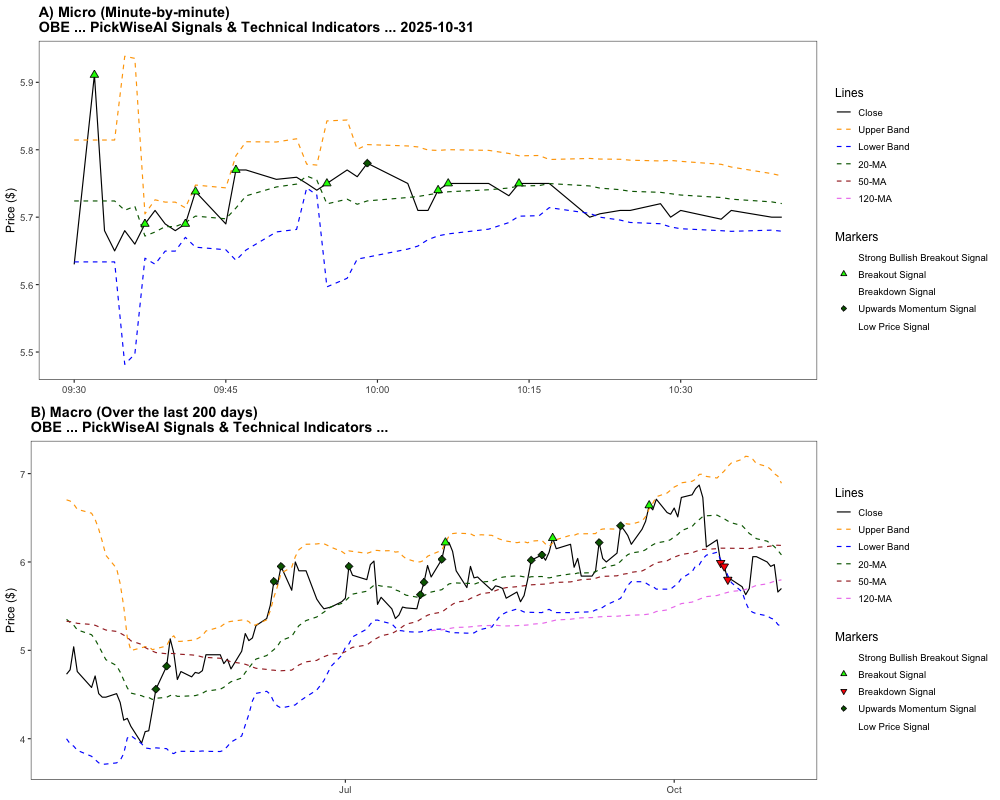 A) Micro (Minute-by-minute)
OBE ... PickWiseAI Signals & Technical Indicators ... 2025-10-31
Price ($)
5.9
5.8
5.7
5.6
5.5
09:30
09:45
10:00
10:15
10:30
Lines
Close
Upper Band
Lower Band
20-MA
50-MA
120-MA
Markers
Strong Bullish Breakout Signal
Breakout Signal
Breakdown Signal
Upwards Momentum Signal
Low Price Signal
B) Macro (Over the last 200 days)
OBE ... PickWiseAI Signals & Technical Indicators ...
Price ($)
7
6
5
4
Jul
Oct
Lines
Close
Upper Band
Lower Band
20-MA
50-MA
120-MA
Markers
Strong Bullish Breakout Signal
Breakout Signal
Breakdown Signal
Upwards Momentum Signal
Low Price Signal